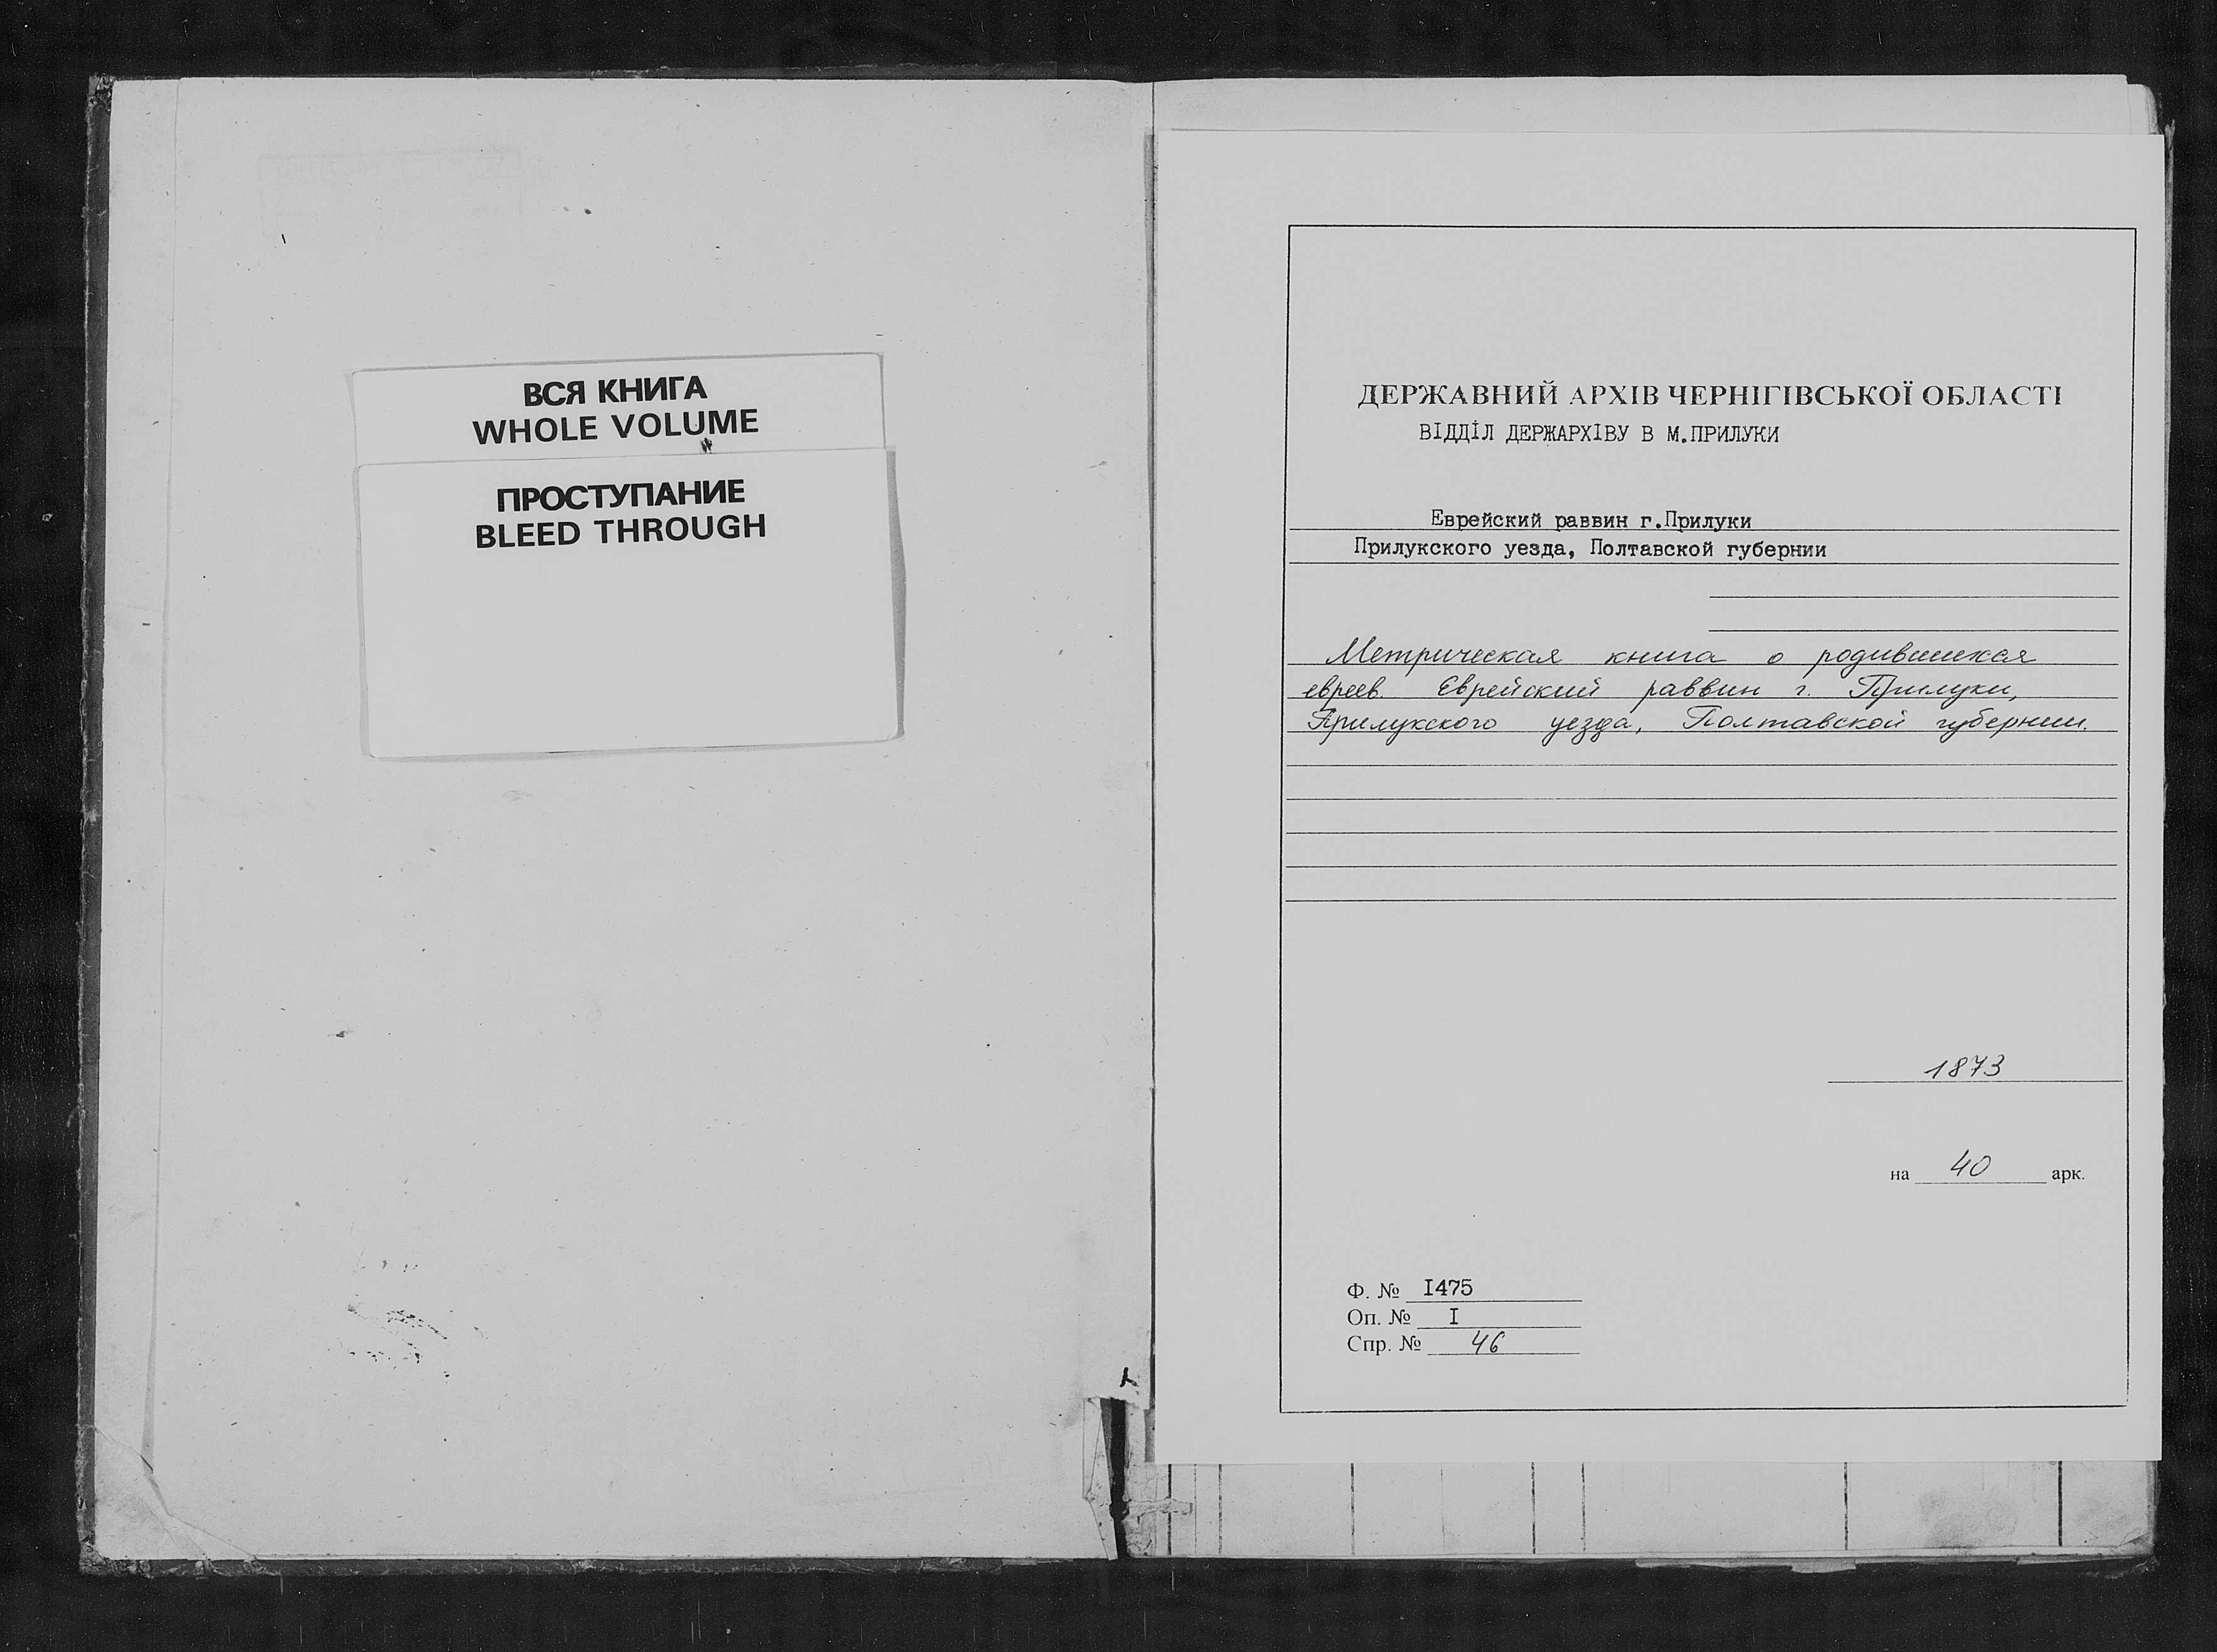 ВСЯ КНИГА
WHOLE VOLUME
ПРОСТУПАНИЕ
BLEED THROUGH
ДЕРЖАВНИЙ АРХІВ ЧЕРНІГІВСЬКОЇ ОБЛАСТІ
ВІДДІЛ ДЕРЖАРХІВУ В М.ПРИЛУКИ
Еврейский раввин г.Прилуки
Прилукского уезда, Полтавской губернии
Метрическая книга о родившихся
евреев. Еврейский раввин г. Прилуки,
Прилукского уезда, Полтавской губернии.
1873
на 40 арк.
Ф. № I475
Оп. № I
Спр. № 46